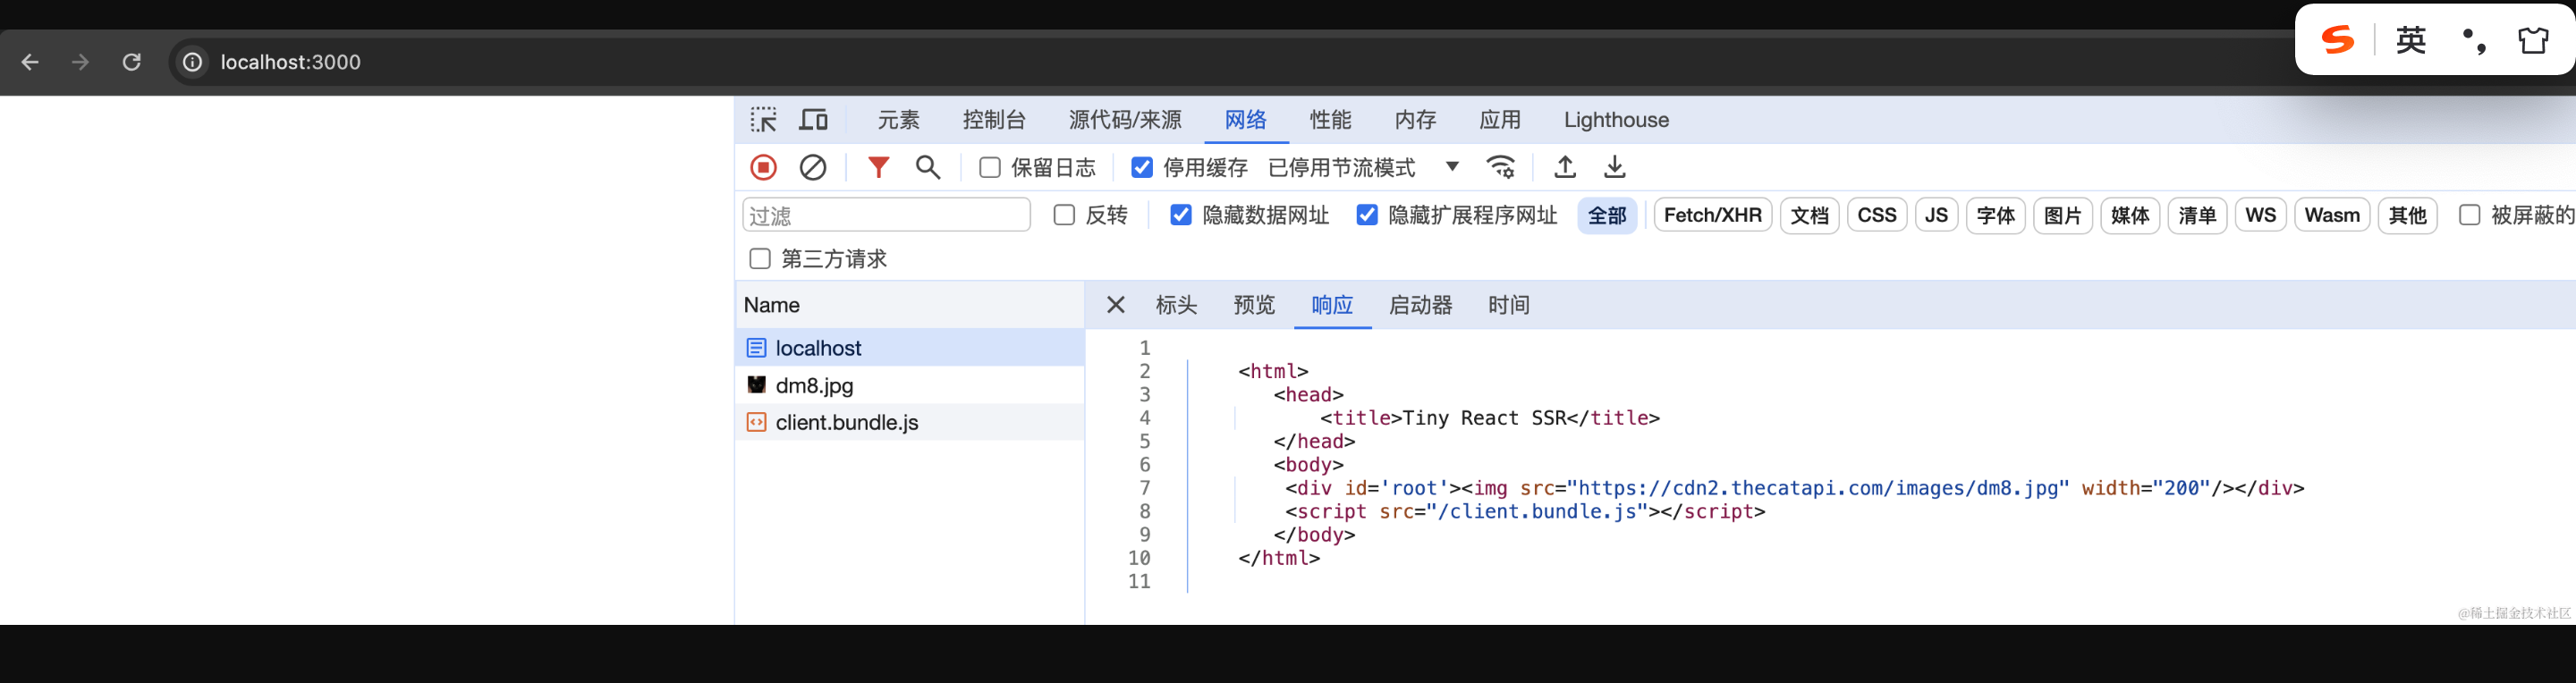 英
localhost:3000
元素 控制台 源代码/来源 网络 性能 内存 应用 Lighthouse
保留日志 停用缓存 已停用节流模式
过滤 反转 隐藏数据网址 隐藏扩展程序网址 全部 Fetch/XHR 文档 CSS JS 字体 图片 媒体 清单 WS Wasm 其他 被屏蔽的
第三方请求
Name
标头 预览 响应 启动器 时间
localhost
dm8.jpg
client.bundle.js
1
2 <html>
3 <head>
4 <title>Tiny React SSR</title>
5 </head>
6 <body>
7 <div id='root'><img src="https://cdn2.thecatapi.com/images/dm8.jpg" width="200"/></div>
8 <script src="/client.bundle.js"></script>
9 </body>
10 </html>
11
@稀土掘金技术社区